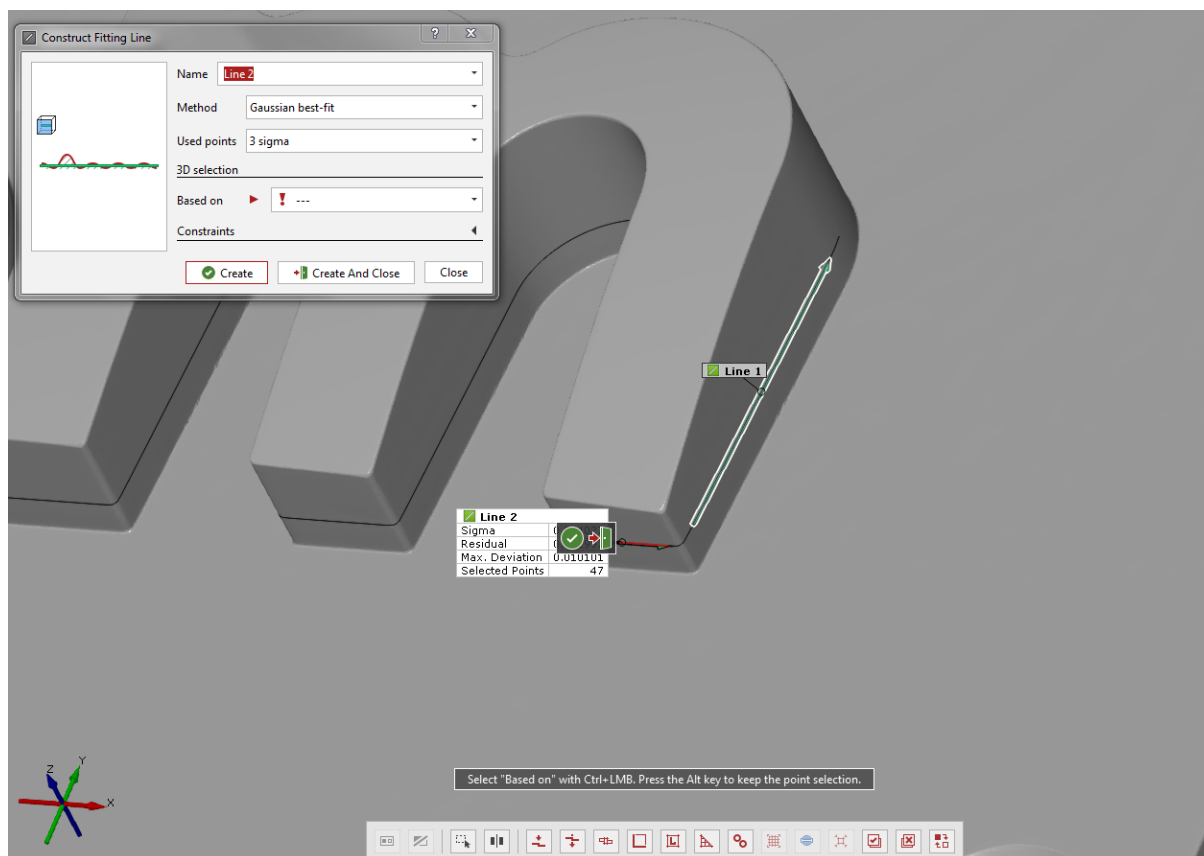 Construct Fitting Line
?
X
Name Line 2
Method Gaussian best-fit
Used points 3 sigma
3D selection
Based on ! ---
Constraints
Create
Create And Close
Close
Line 1
Line 2
Sigma
Residual
Max. Deviation 0.010101
Selected Points 47
Select "Based on" with Ctrl+LMB. Press the Alt key to keep the point selection.
Z
Y
X
L